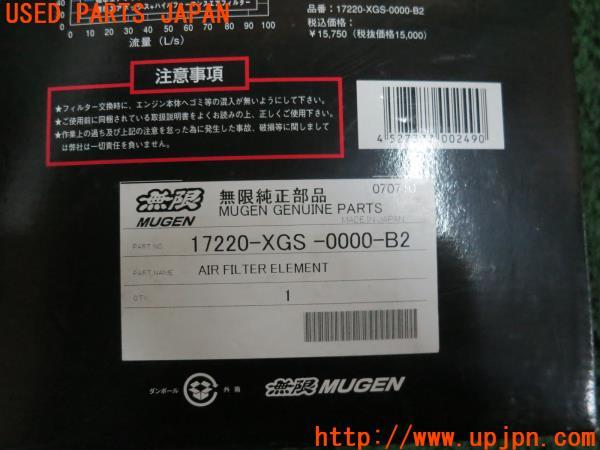 USED PARTS JAPAN
40
0 10 20 30 40 50 60 70 80 90 100
流量(L/s)
品番：17220-XGS-0000-B2
税込価格：
￥15,750（税抜価格15,000）
注意事項
★フィルター交換時に、エンジン本体へゴミ等の混入が無いようにして下さい。
★ご使用前に同梱されている取扱説明書をよくお読みの上、正しくご使用下さい。
★作業上の過ち及び上記の注意を怠った為に発生した事故、破損等に関しまして
は弊社は一切責任を負いません。
002490
無限
MUGEN
無限純正部品
MUGEN GENUINE PARTS
MADE IN JAPAN
PART NO.
17220-XGS -0000-B2
PART NAME
AIR FILTER ELEMENT
QTY.
1
ダンボール
外箱
無限 MUGEN
UPJ http://www.upjpn.com/